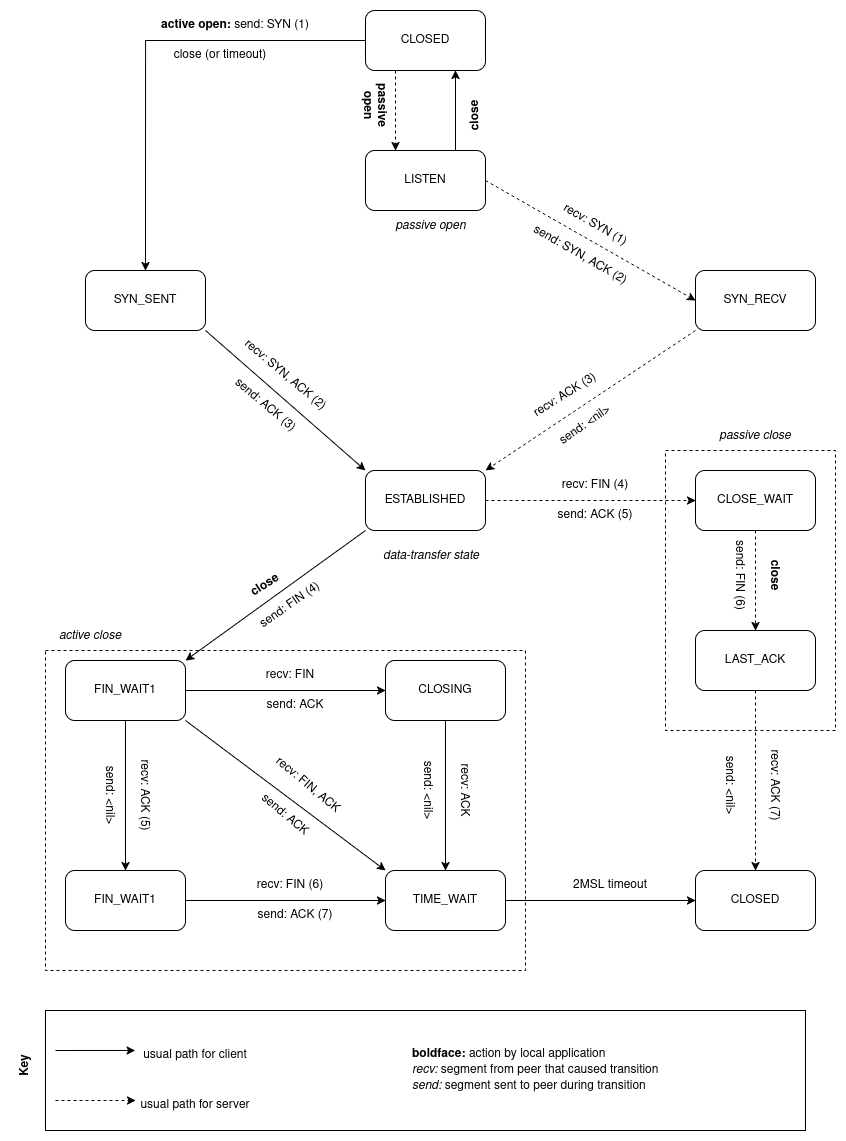 active open: send: SYN (1)
close (or timeout)
CLOSED
passive
open
close
LISTEN
passive open
recv: SYN (1)
send: SYN, ACK (2)
SYN_SENT
SYN_RECV
recv: SYN, ACK (2)
send: ACK (3)
recv: ACK (3)
send: <nil>
passive close
ESTABLISHED
recv: FIN (4)
send: ACK (5)
CLOSE_WAIT
data-transfer state
send: FIN (6)
close
close
send: FIN (4)
active close
LAST_ACK
FIN_WAIT1
recv: FIN
send: ACK
CLOSING
send: <nil>
recv: ACK (5)
recv: FIN, ACK
send: ACK
send: <nil>
recv: ACK
send: <nil>
recv: ACK (7)
FIN_WAIT1
recv: FIN (6)
send: ACK (7)
TIME_WAIT
2MSL timeout
CLOSED
Key
usual path for client
usual path for server
boldface: action by local application
recv: segment from peer that caused transition
send: segment sent to peer during transition